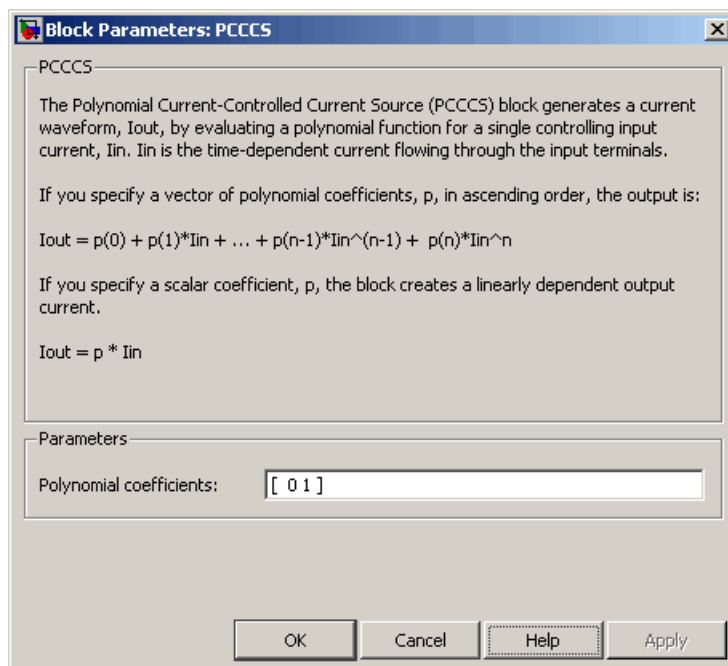 Block Parameters: PCCCS
PCCCS
The Polynomial Current-Controlled Current Source (PCCCS) block generates a current
waveform, Iout, by evaluating a polynomial function for a single controlling input
current, Iin. Iin is the time-dependent current flowing through the input terminals.
If you specify a vector of polynomial coefficients, p, in ascending order, the output is:
Iout = p(0) + p(1)*Iin + ... + p(n-1)*Iin^(n-1) + p(n)*Iin^n
If you specify a scalar coefficient, p, the block creates a linearly dependent output
current.
Iout = p * Iin
Parameters
Polynomial coefficients: [ 0 1 ]
OK Cancel Help Apply